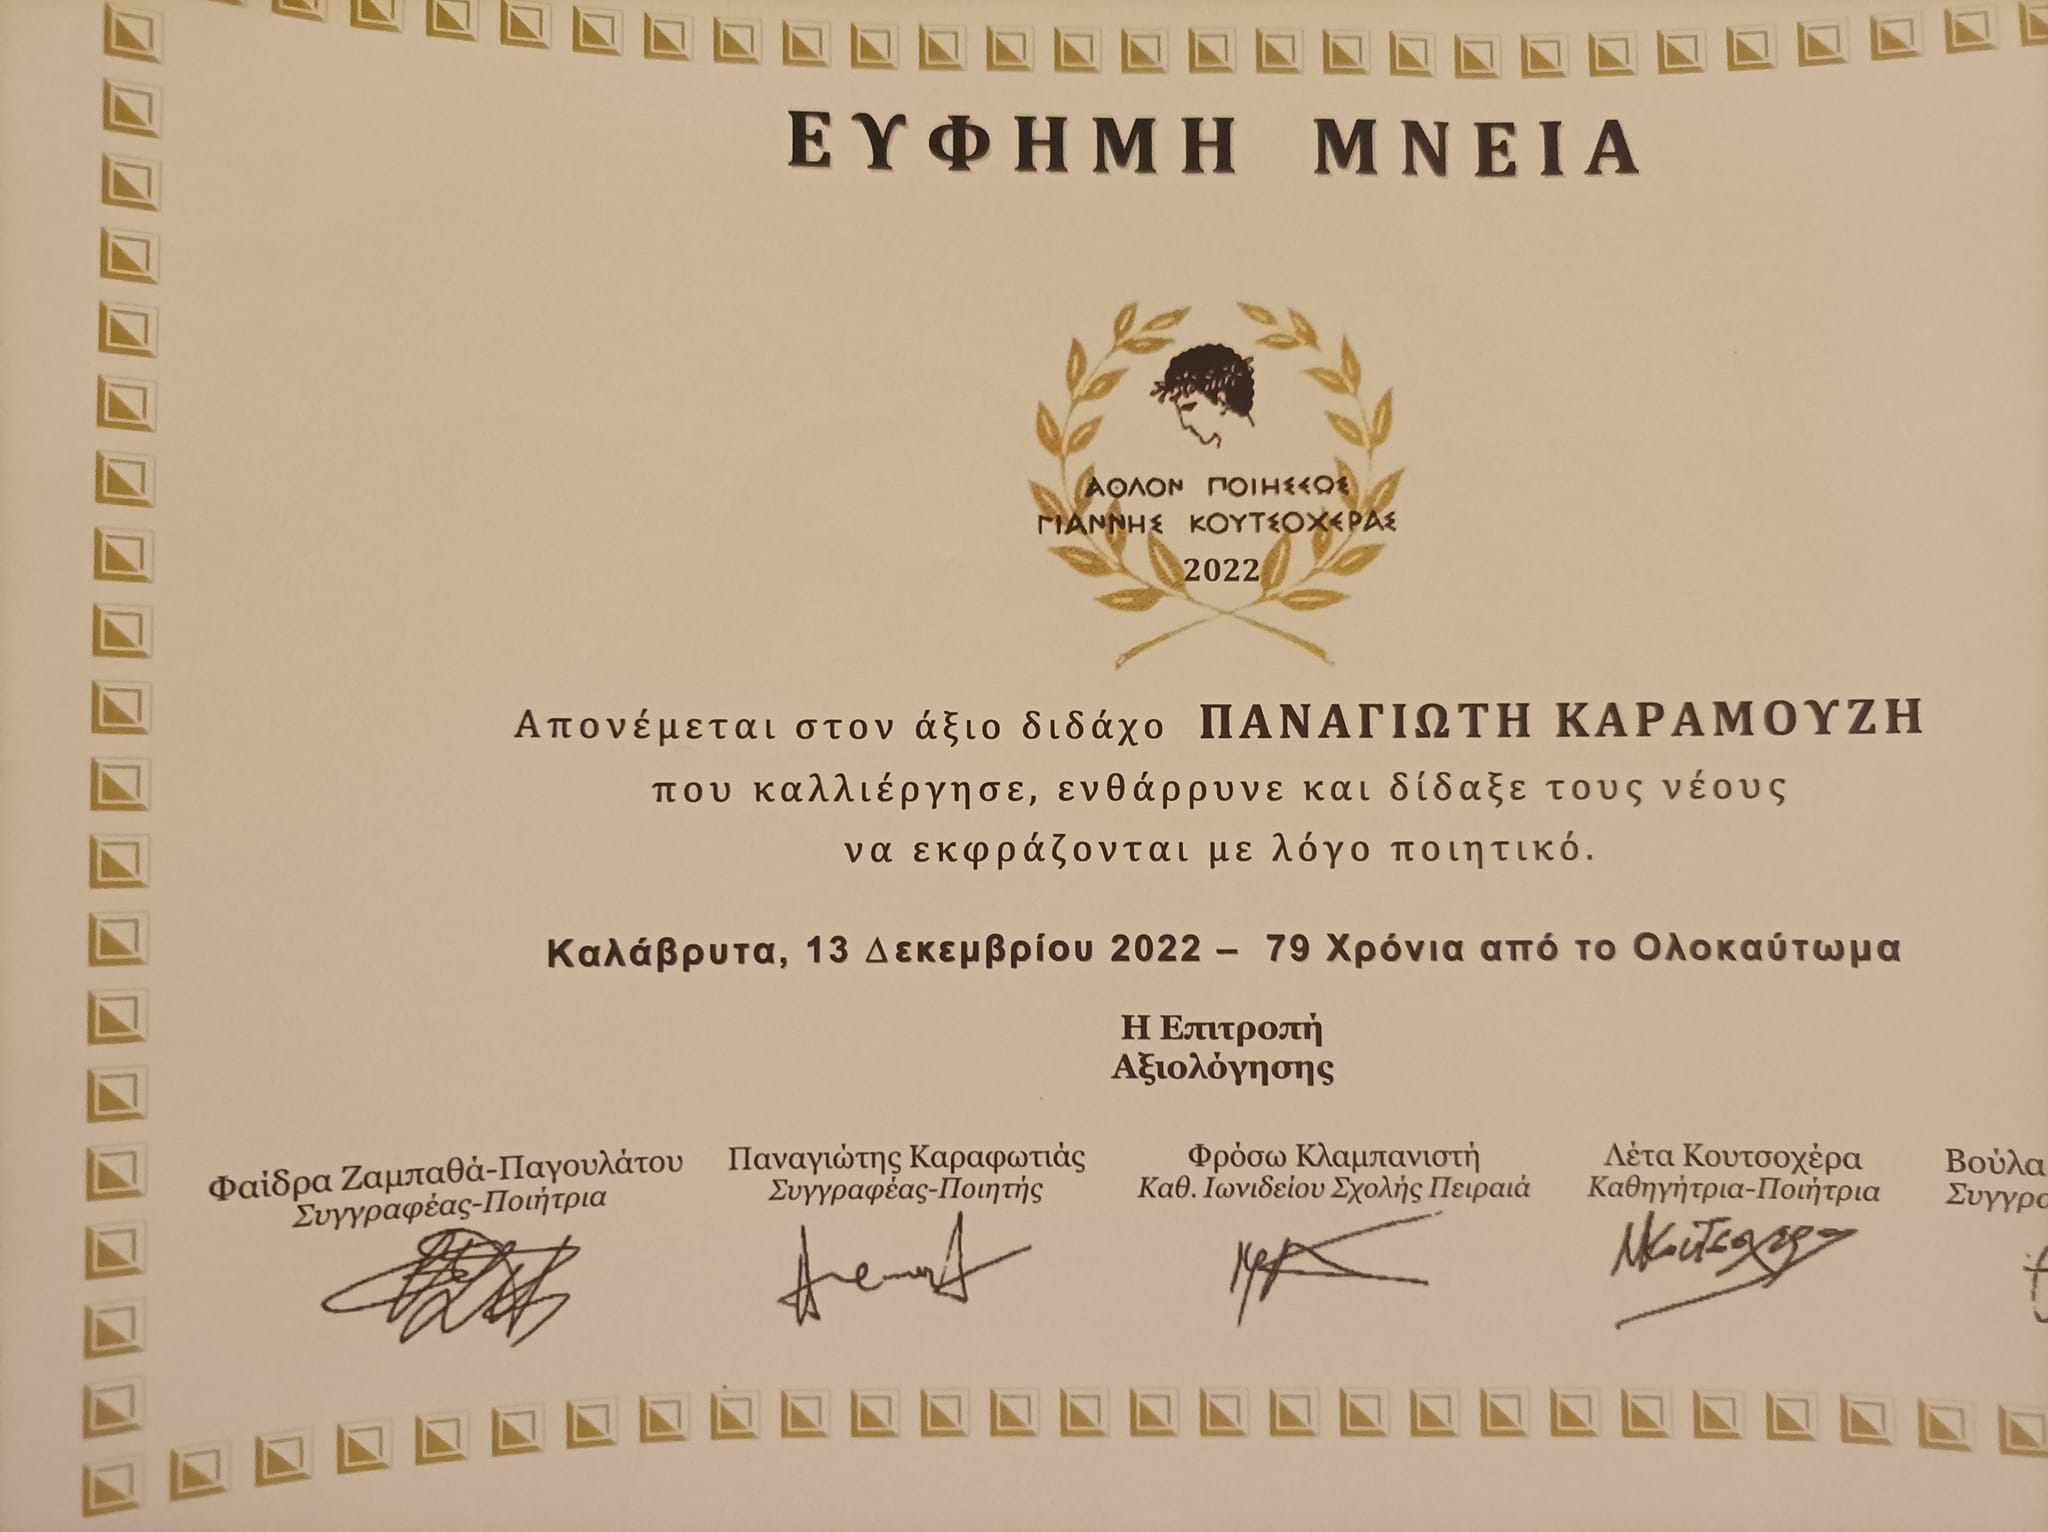 ΕΥΦΗΜΗ ΜΝΕΙΑ
ΑΘΛΟΝ ΠΟΙΗΣΕΩΣ
ΓΙΑΝΝΗΣ ΚΟΥΤΣΟΧΕΡΑΣ
2022
Απονέμεται στον άξιο διδάχο ΠΑΝΑΓΙΩΤΗ ΚΑΡΑΜΟΥΖΗ
που καλλιέργησε, ενθάρρυνε και δίδαξε τους νέους
να εκφράζονται με λόγο ποιητικό.
Καλάβρυτα, 13 Δεκεμβρίου 2022 – 79 Χρόνια από το Ολοκαύτωμα
Η Επιτροπή
Αξιολόγησης
Φαίδρα Ζαμπαθά-Παγουλάτου
Συγγραφέας-Ποιήτρια
Παναγιώτης Καραφωτιάς
Συγγραφέας-Ποιητής
Φρόσω Κλαμπανιστή
Καθ. Ιωνιδείου Σχολής Πειραιά
Λέτα Κουτσοχέρα
Καθηγήτρια-Ποιήτρια
Βούλα
Συγγρα